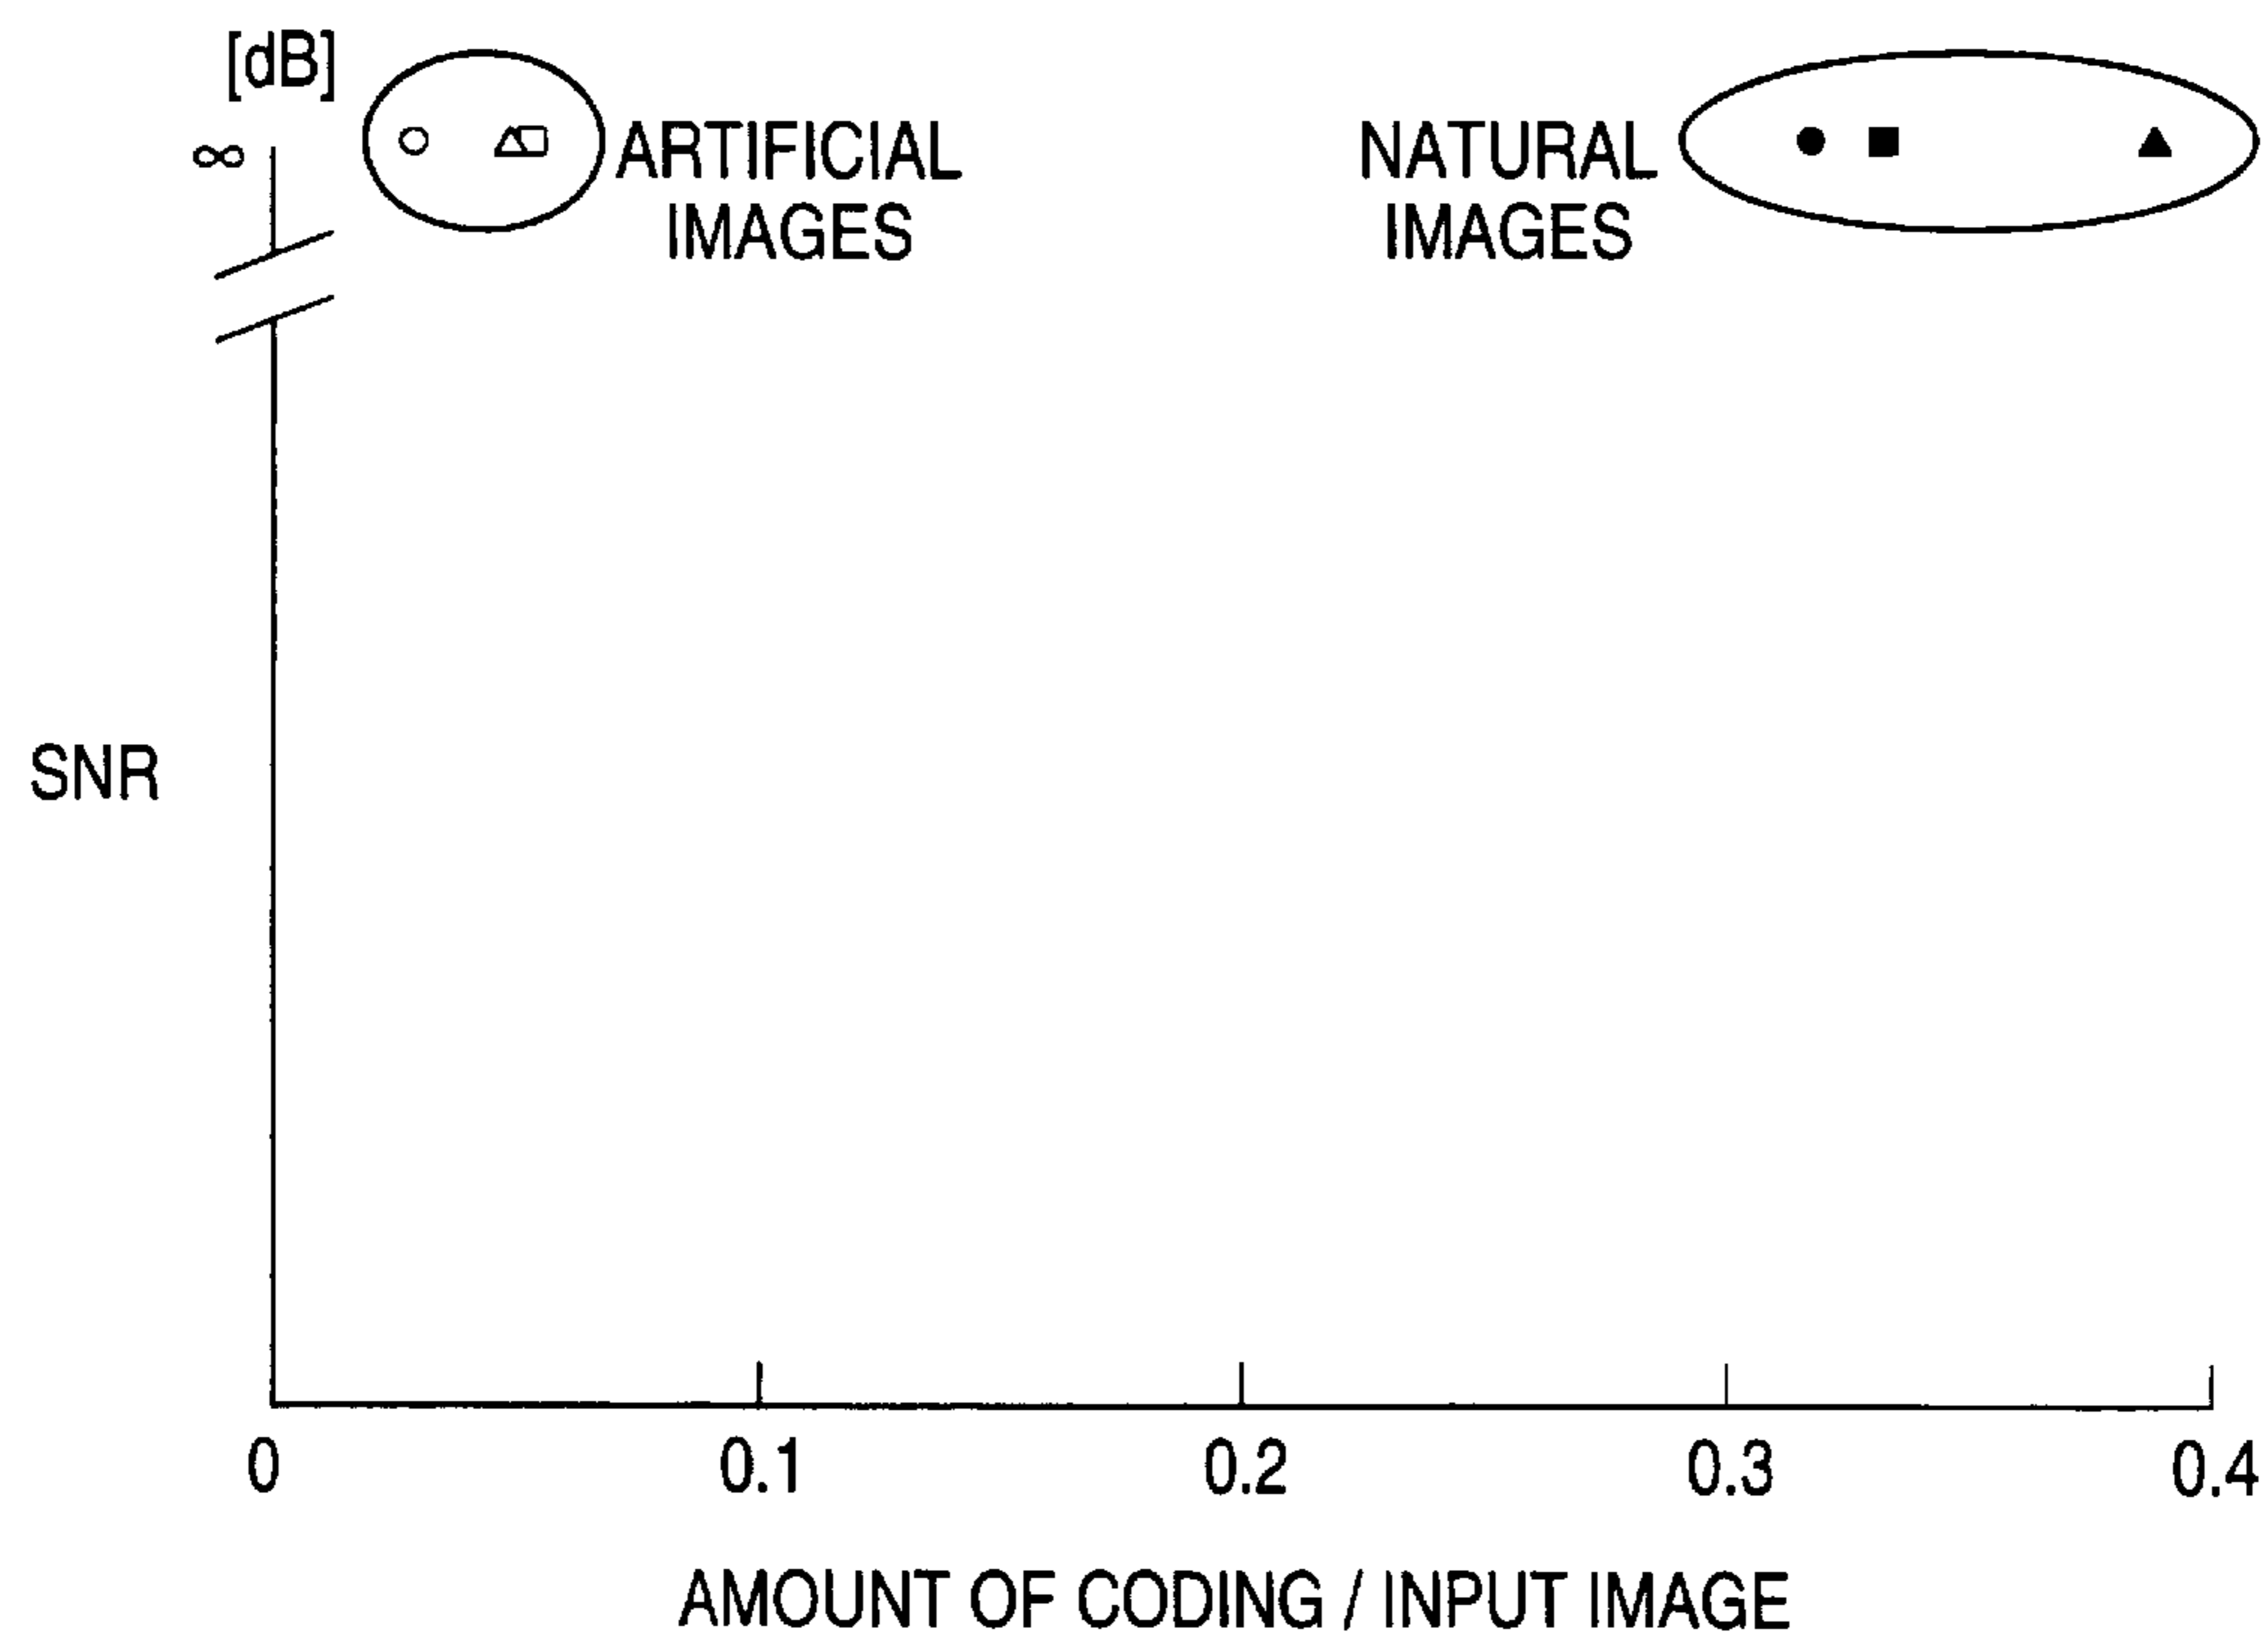 [dB]
∞
ARTIFICIAL
IMAGES
NATURAL
IMAGES
SNR
0
0.1
0.2
0.3
0.4
AMOUNT OF CODING / INPUT IMAGE